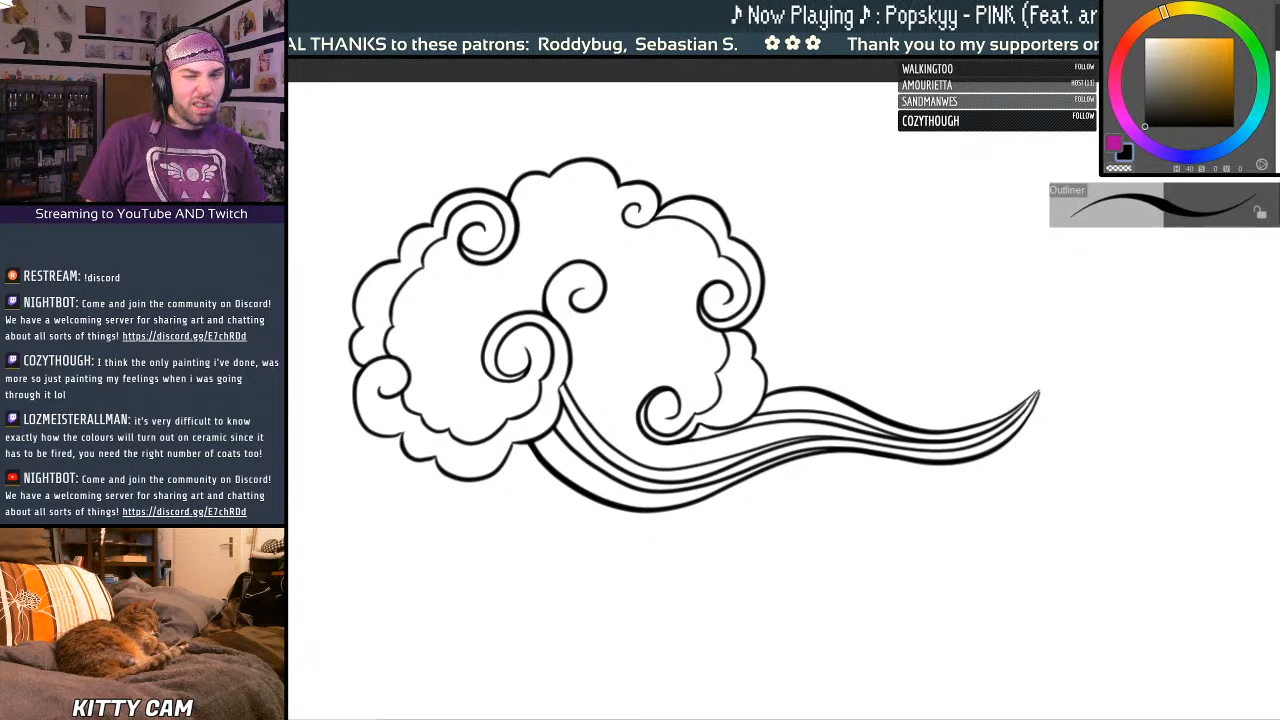 ♪ Now Playing ♪ : Popskyy - PINK (Feat. ar
AL THANKS to these patrons: Roddybug, Sebastian S. ✿ ✿ ✿ Thank you to my supporters or
WALKINGTOO FOLLOW
AMOURIETTA HOST (13)
SANDMANWES FOLLOW
COZYTHOUGH FOLLOW
H 40 S 0 V 0
Outliner
Streaming to YouTube AND Twitch
RESTREAM: !discord
NIGHTBOT: Come and join the community on Discord!
We have a welcoming server for sharing art and chatting
about all sorts of things! https://discord.gg/E7chRDd
COZYTHOUGH: I think the only painting i've done, was
more so just painting my feelings when i was going
through it lol
LOZMEISTERALLMAN: it's very difficult to know
exactly how the colours will turn out on ceramic since it
has to be fired, you need the right number of coats too!
NIGHTBOT: Come and join the community on Discord!
We have a welcoming server for sharing art and chatting
about all sorts of things! https://discord.gg/E7chRDd
KITTY CAM